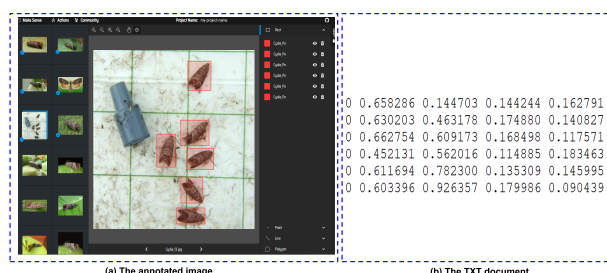 Make Sense Actions Community Project Name: my-project-name
Rect
Cydia_Po
Cydia_Po
Cydia_Po
Cydia_Po
Cydia_Po
Cydia_Po
Point
Line
Polygon
0 0.658286 0.144703 0.144244 0.162791
0 0.630203 0.463178 0.174880 0.140827
0 0.662754 0.609173 0.168498 0.117571
0 0.452131 0.562016 0.114885 0.183463
0 0.611694 0.782300 0.135309 0.145995
0 0.603396 0.926357 0.179986 0.090439
(a) The annotated image
(b) The TXT document